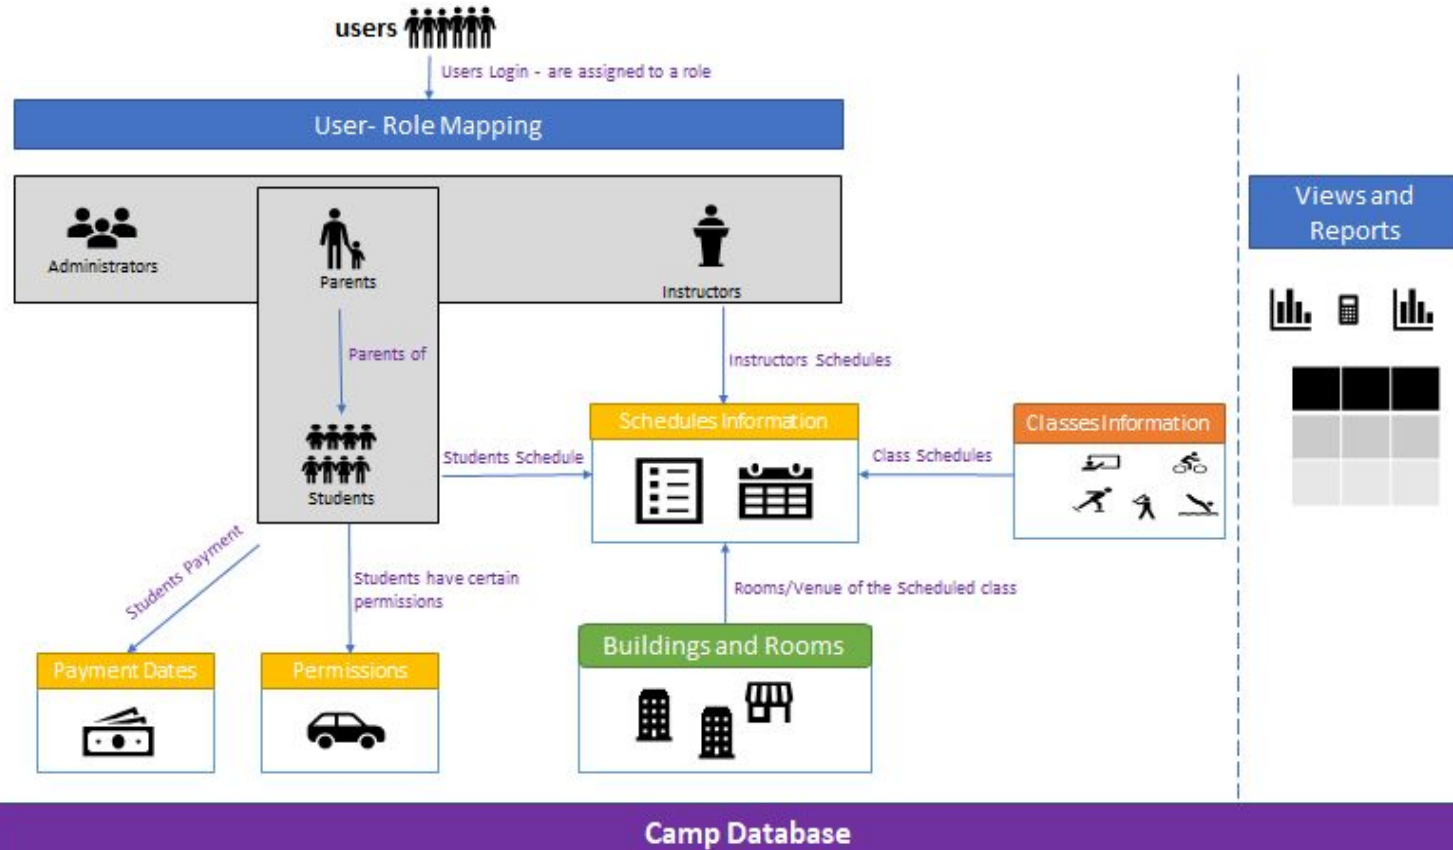 users
Users Login - are assigned to a role
User- Role Mapping
Views and
Reports
Administrators
Parents
Instructors
Parents of
Instructors Schedules
Schedules Information
Classes Information
Students Schedule
Class Schedules
Students
Students Payment
Students have certain
permissions
Rooms/Venue of the Scheduled class
Buildings and Rooms
Payment Dates
Permissions
Camp Database